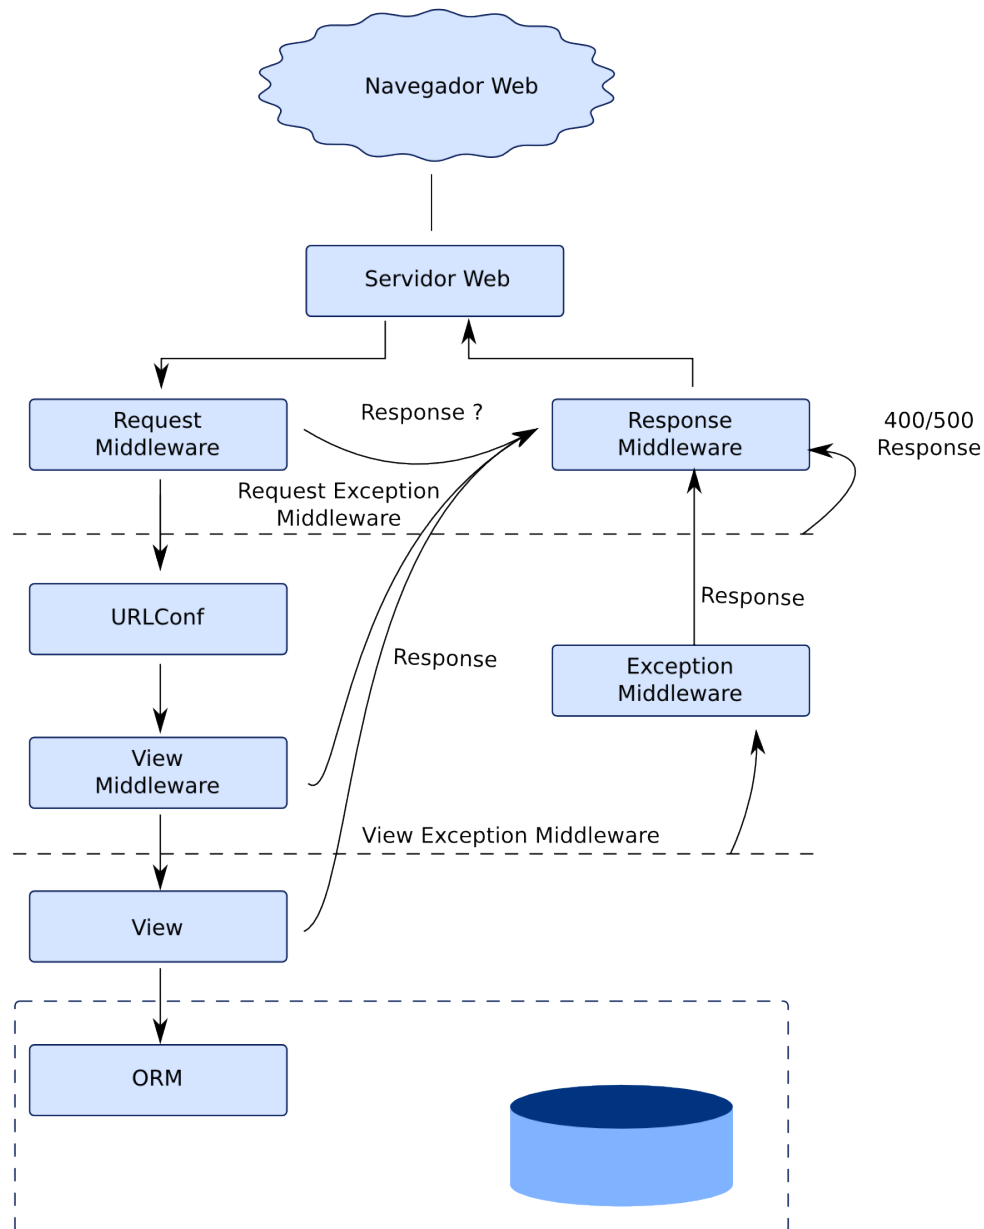 Navegador Web
Servidor Web
Request
Middleware
Response ?
Response
Middleware
400/500
Response
Request Exception
Middleware
URLConf
Response
Response
Exception
Middleware
View
Middleware
View Exception Middleware
View
ORM